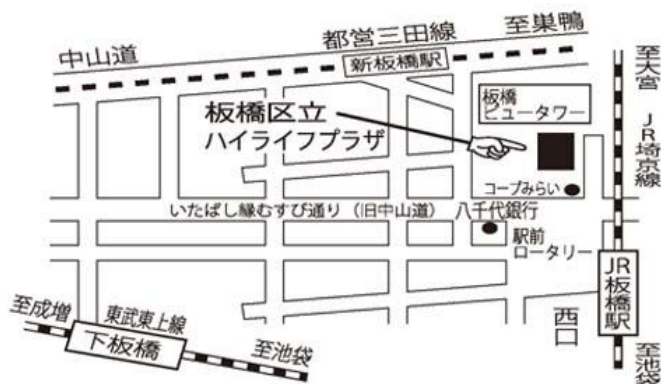 中山道
都営三田線
至巣鴨
新板橋駅
板橋
ビュータワー
板橋区立
ハイライフプラザ
至大宮
JR埼京線
コープみらい
いたばし縁むすび通り（旧中山道）
八千代銀行
駅前
ロータリー
JR板橋駅
西口
至池袋
至成増
東武東上線
下板橋
至池袋